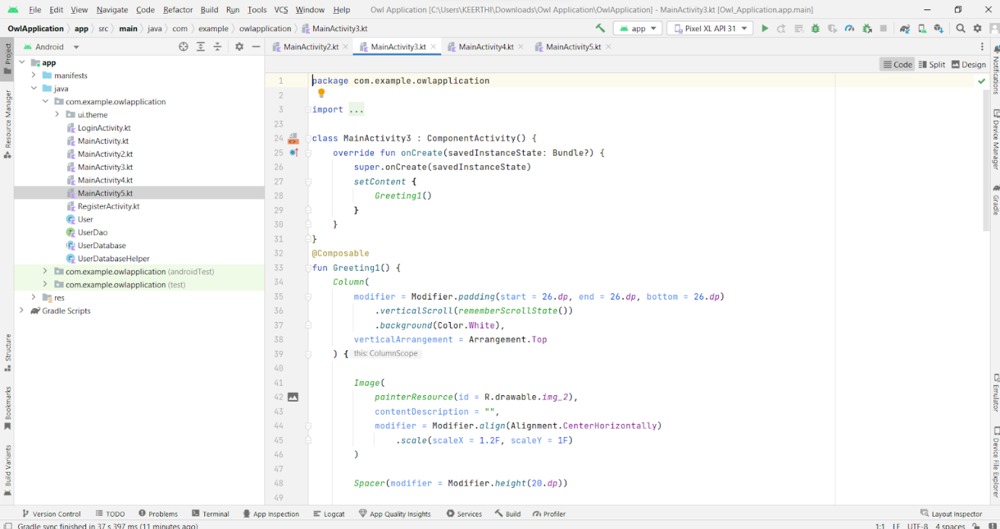 File Edit View Navigate Code Refactor Build Run Tools VCS Window Help Owl Application [C:\Users\KEERTHI\Downloads\Owl Application\OwlApplication] - MainActivity3.kt [Owl_Application.app.main]
OwlApplication app src main java com example owlapplication MainActivity3.kt app Pixel XL API 31
Project
Android
MainActivity2.kt MainActivity3.kt MainActivity4.kt MainActivity5.kt
Code Split Design
app
manifests
java
com.example.owlapplication
ui.theme
LoginActivity.kt
MainActivity.kt
MainActivity2.kt
MainActivity3.kt
MainActivity4.kt
MainActivity5.kt
RegisterActivity.kt
User
UserDao
UserDatabase
UserDatabaseHelper
com.example.owlapplication (androidTest)
com.example.owlapplication (test)
res
Gradle Scripts
Resource Manager
Structure
Bookmarks
Build Variants
1 package com.example.owlapplication
2
3 import ...
23
24 class MainActivity3 : ComponentActivity() {
25 override fun onCreate(savedInstanceState: Bundle?) {
26 super.onCreate(savedInstanceState)
27 setContent {
28 Greeting1()
29 }
30 }
31 }
32 @Composable
33 fun Greeting1() {
34 Column(
35 modifier = Modifier.padding(start = 26.dp, end = 26.dp, bottom = 26.dp)
36 .verticalScroll(rememberScrollState())
37 .background(Color.White),
38 verticalArrangement = Arrangement.Top
39 ) { this: ColumnScope
40
41 Image(
42 painterResource(id = R.drawable.img_2),
43 contentDescription = "",
44 modifier = Modifier.align(Alignment.CenterHorizontally)
45 .scale(scaleX = 1.2F, scaleY = 1F)
46 )
47
48 Spacer(modifier = Modifier.height(20.dp))
49
Notifications
Device Manager
Gradle
Emulator
Device File Explorer
Version Control TODO Problems Terminal App Inspection Logcat App Quality Insights Services Build Profiler Layout Inspector
Gradle sync finished in 37 s 397 ms (11 minutes ago) 1:1 LF UTF-8 4 spaces